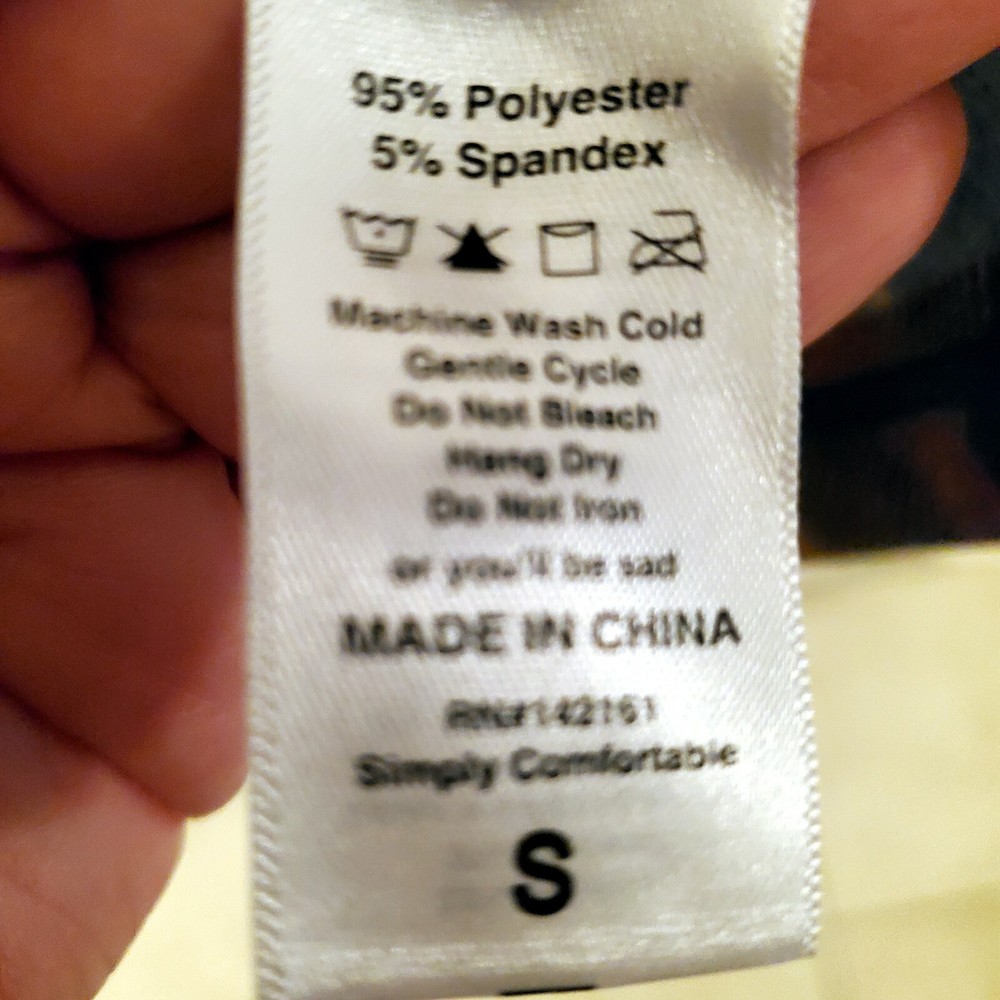 95% Polyester
5% Spandex
Machine Wash Cold
Gentle Cycle
Do Not Bleach
Hang Dry
Do Not Iron
or you'll be sad
MADE IN CHINA
RN#142161
Simply Comfortable
S